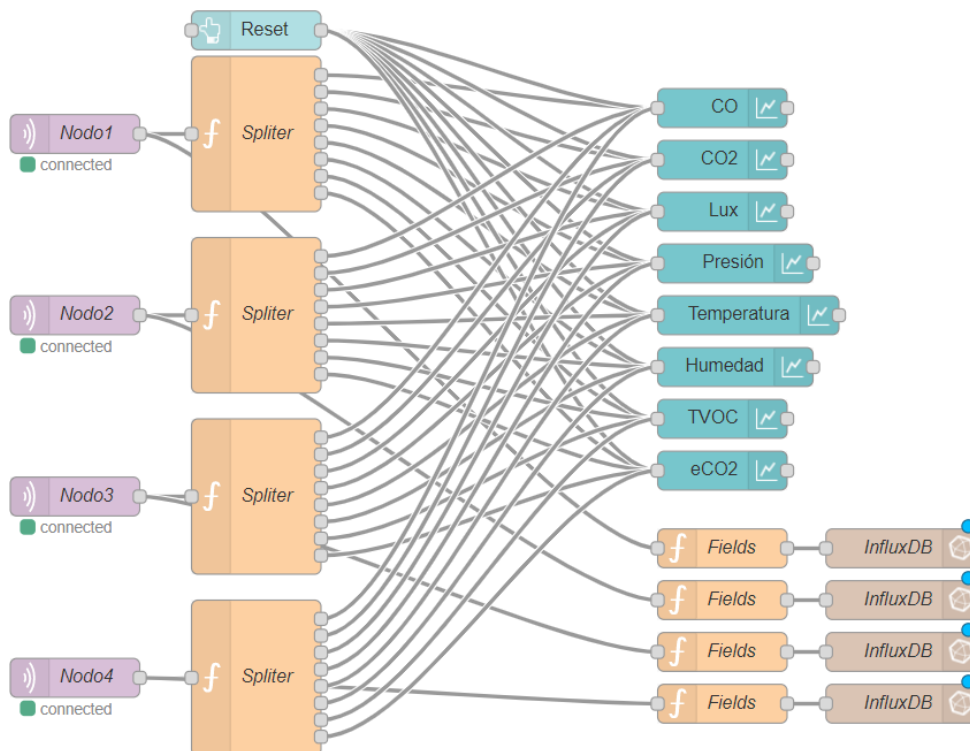 Reset
Spliter
CO
Nodo1
connected
CO2
Lux
Presión
Nodo2
Spliter
connected
Temperatura
Humedad
TVOC
eCO2
Nodo3
Spliter
connected
Fields
InfluxDB
Fields
InfluxDB
Fields
InfluxDB
Nodo4
Spliter
connected
Fields
InfluxDB